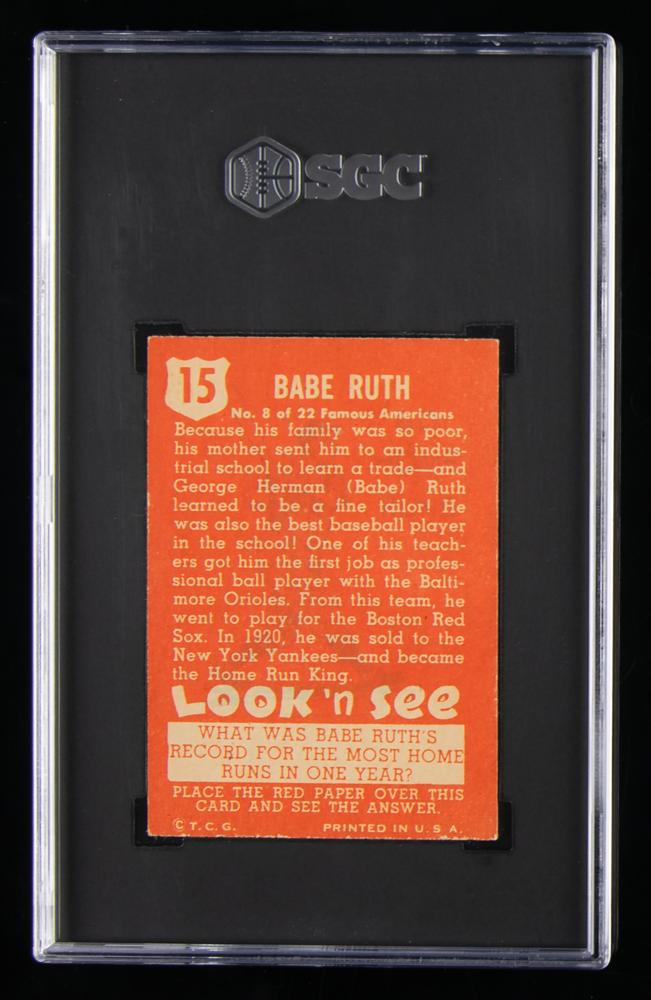 SGC
15
BABE RUTH
No. 8 of 22 Famous Americans
Because his family was so poor,
his mother sent him to an indus-
trial school to learn a trade—and
George Herman (Babe) Ruth
learned to be a fine tailor! He
was also the best baseball player
in the school! One of his teach-
ers got him the first job as profes-
sional ball player with the Balti-
more Orioles. From this team, he
went to play for the Boston Red
Sox. In 1920, he was sold to the
New York Yankees—and became
the Home Run King.
LOOK 'n See
WHAT WAS BABE RUTH'S
RECORD FOR THE MOST HOME
RUNS IN ONE YEAR?
PLACE THE RED PAPER OVER THIS
CARD AND SEE THE ANSWER.
© T. C. G. PRINTED IN U. S A.